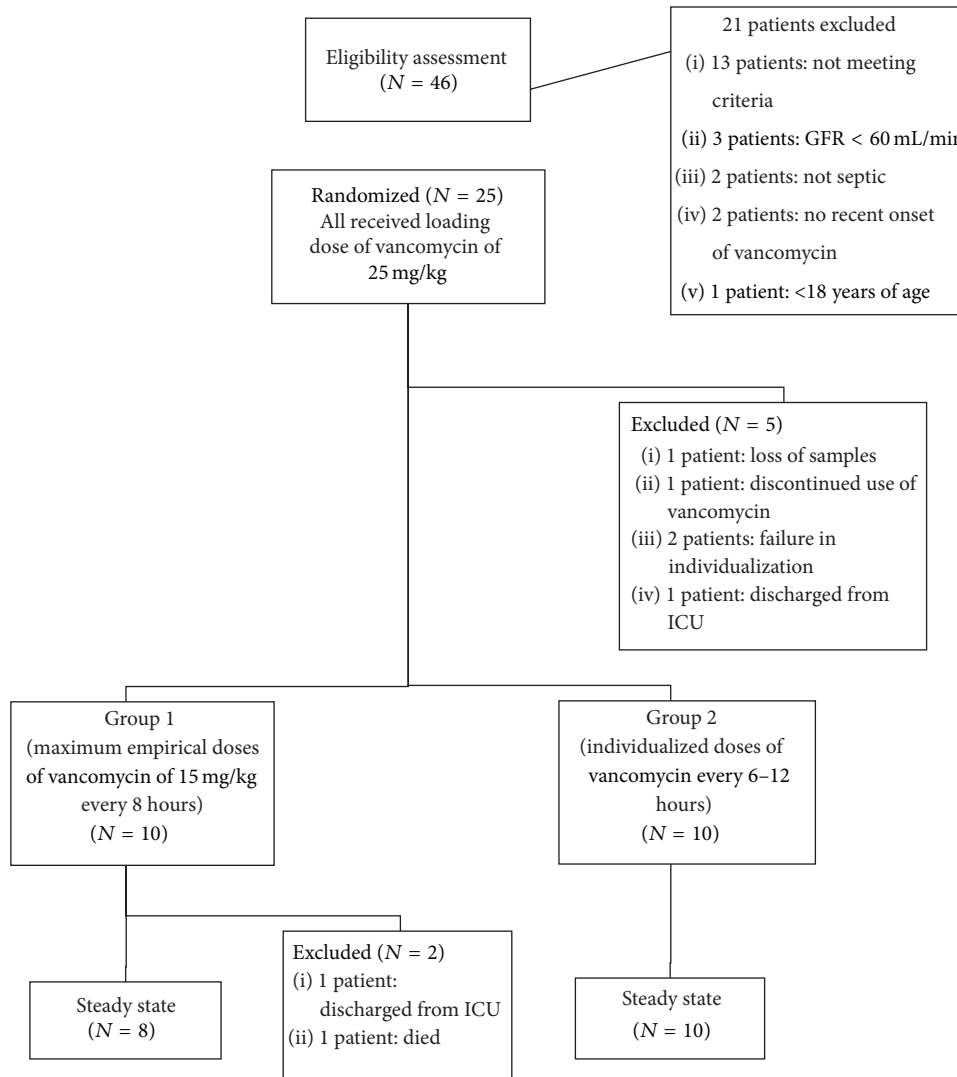 Eligibility assessment
(N = 46)
21 patients excluded
(i) 13 patients: not meeting
criteria
(ii) 3 patients: GFR < 60 mL/min
(iii) 2 patients: not septic
(iv) 2 patients: no recent onset
of vancomycin
(v) 1 patient: <18 years of age
Randomized (N = 25)
All received loading
dose of vancomycin of
25 mg/kg
Excluded (N = 5)
(i) 1 patient: loss of samples
(ii) 1 patient: discontinued use of
vancomycin
(iii) 2 patients: failure in
individualization
(iv) 1 patient: discharged from
ICU
Group 1
(maximum empirical doses
of vancomycin of 15 mg/kg
every 8 hours)
(N = 10)
Group 2
(individualized doses of
vancomycin every 6–12
hours)
(N = 10)
Excluded (N = 2)
(i) 1 patient:
discharged from ICU
(ii) 1 patient: died
Steady state
(N = 8)
Steady state
(N = 10)